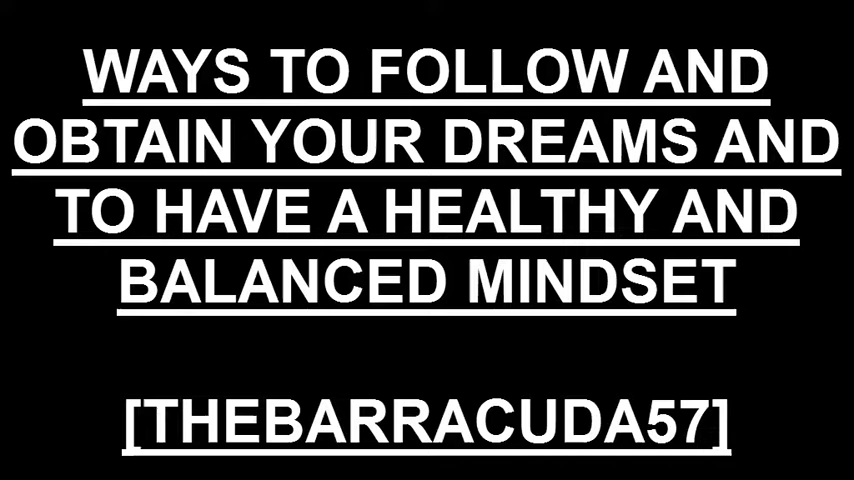 WAYS TO FOLLOW AND
OBTAIN YOUR DREAMS AND
TO HAVE A HEALTHY AND
BALANCED MINDSET
[THEBARRACUDA57]